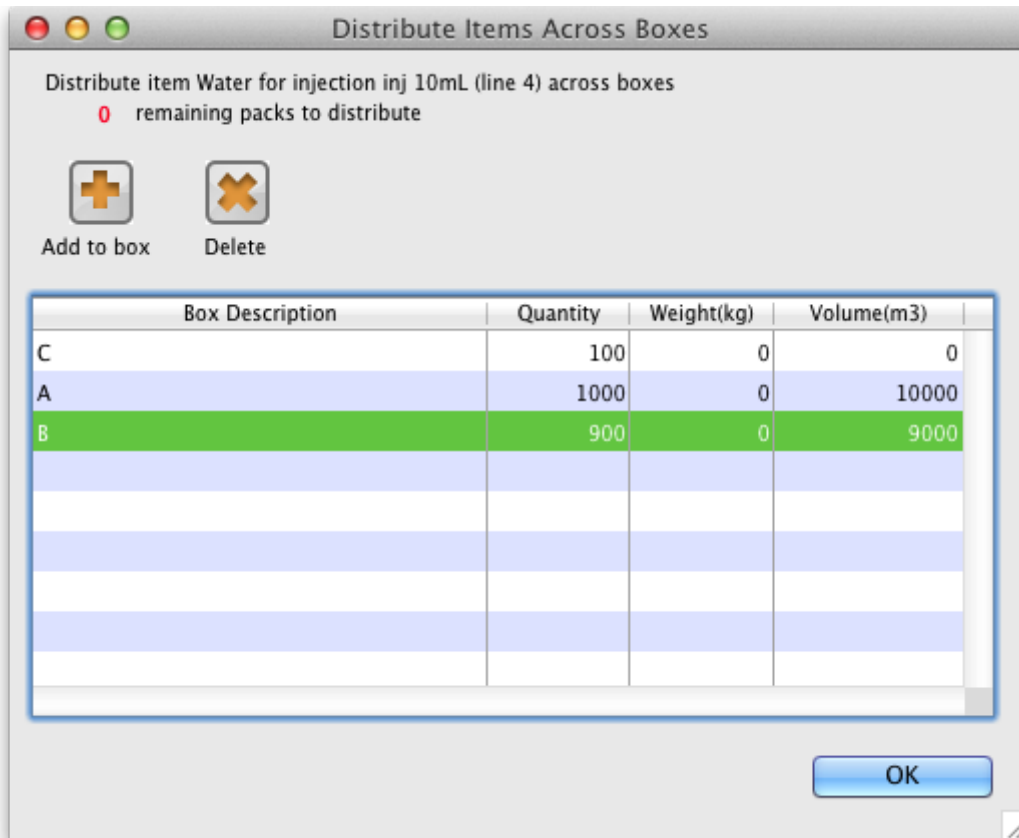 Distribute Items Across Boxes
Distribute item Water for injection inj 10mL (line 4) across boxes
0 remaining packs to distribute
Add to box Delete
Box Description Quantity Weight(kg) Volume(m3)
C 100 0 0
A 1000 0 10000
B 900 0 9000
OK